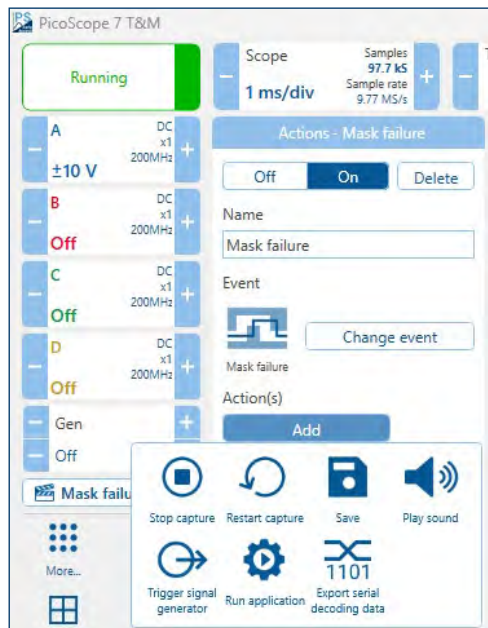 PS
PicoScope 7 T&M
Running
Scope
1 ms/div
Samples
97.7 kS
Sample rate
9.77 MS/s
T
A
±10 V
DC
x1
200MHz
B
Off
DC
x1
200MHz
C
Off
DC
x1
200MHz
D
Off
DC
x1
200MHz
Gen
Off
Mask failu
More...
Actions - Mask failure
Off
On
Delete
Name
Mask failure
Event
Mask failure
Change event
Action(s)
Add
Stop capture
Restart capture
Save
Play sound
Trigger signal
generator
Run application
1101
Export serial
decoding data